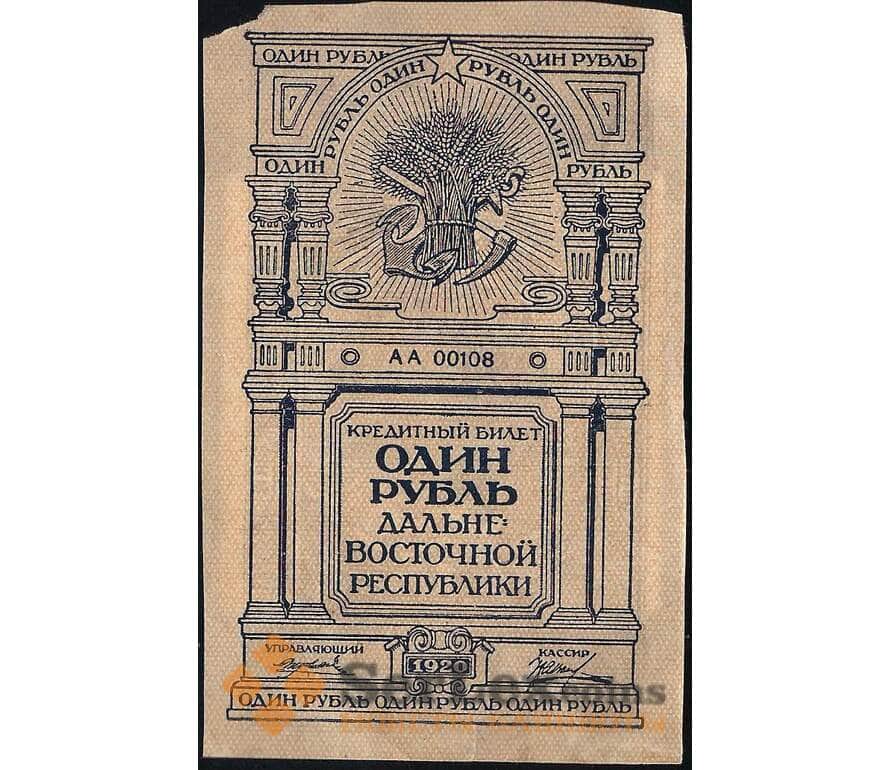 ОДИН РУБЛЬ ОДИН РУБЛЬ
РУБЛЬ ОДИН РУБЛЬ ОДИН
ОДИН РУБЛЬ
АА 00108
КРЕДИТНЫЙ БИЛЕТ
ОДИН
РУБЛЬ
ДАЛЬНЕ-
ВОСТОЧНОЙ
РЕСПУБЛИКИ
УПРАВЛЯЮЩИЙ КАССИР
1920
ОДИН РУБЛЬ ОДИН РУБЛЬ ОДИН РУБЛЬ